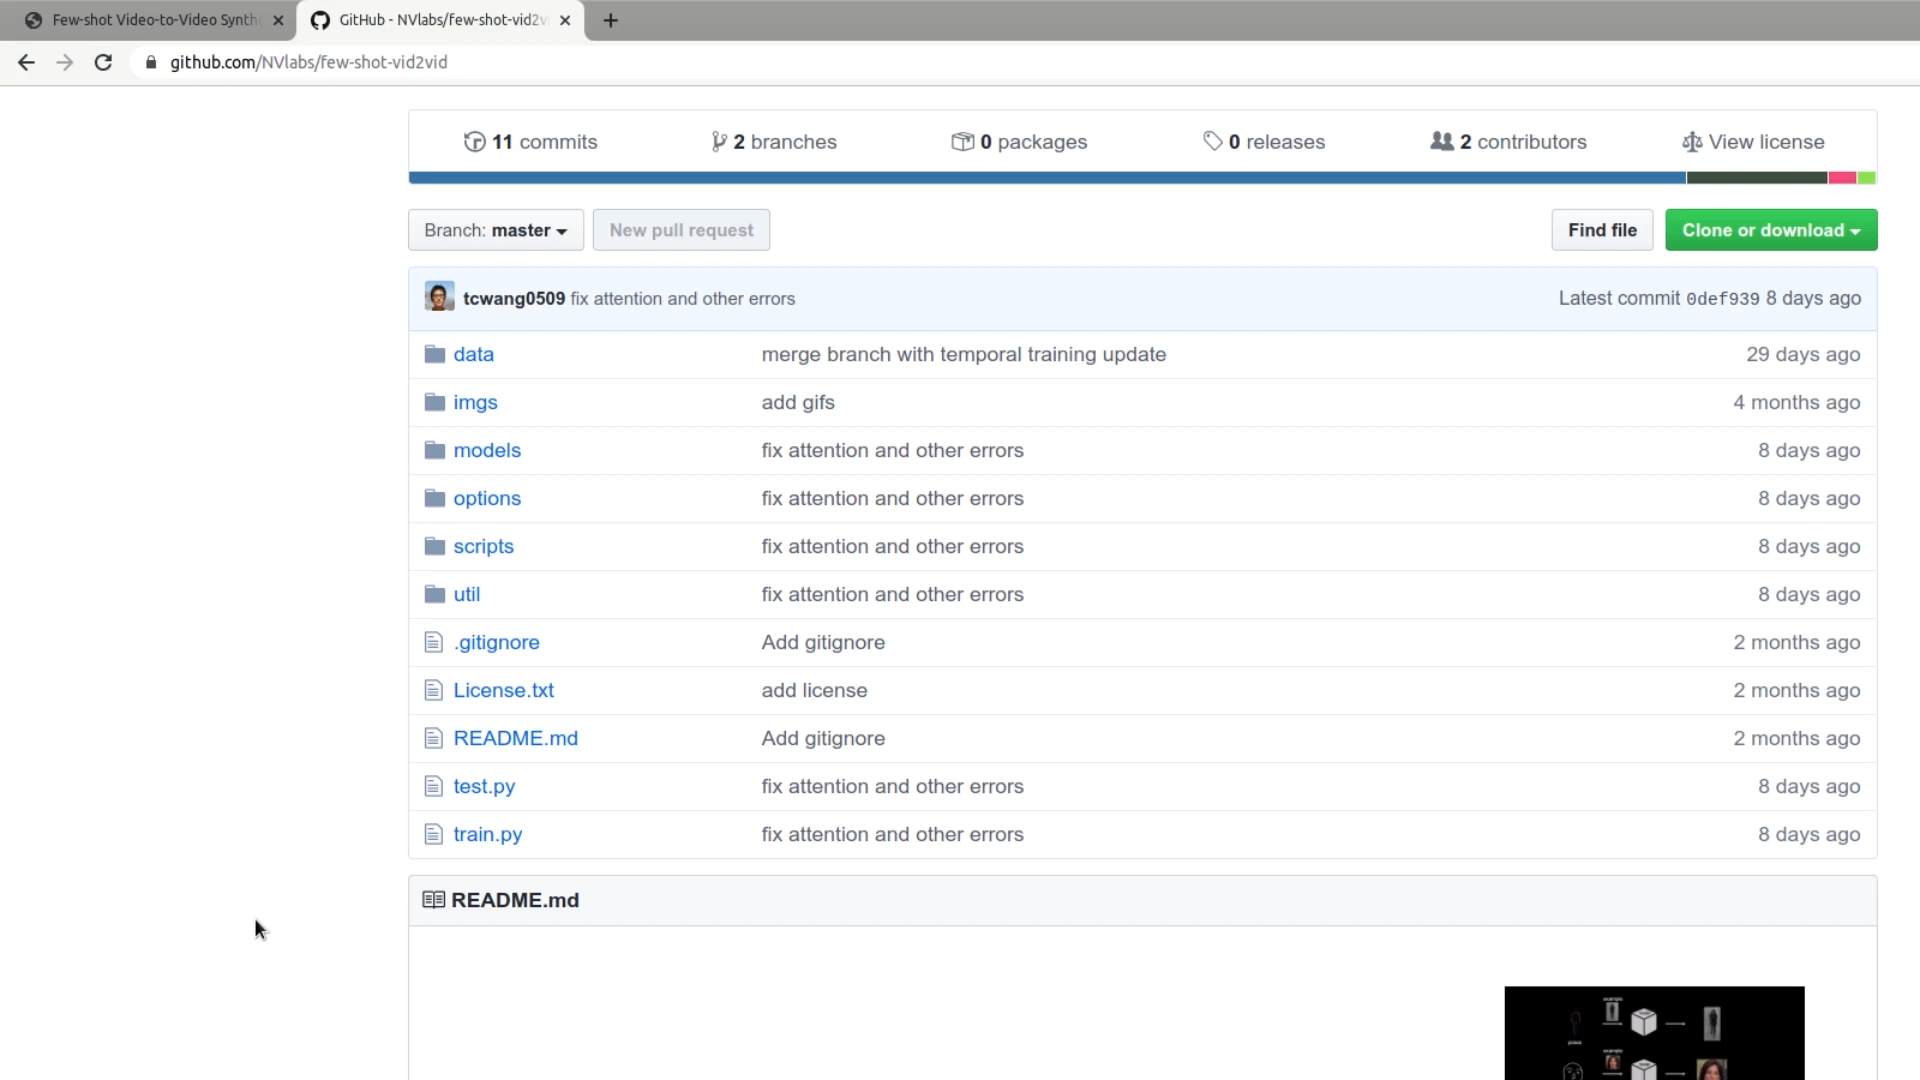 Few-shot Video-to-Video Synth
GitHub - NVlabs/few-shot-vid2v
github.com/NVlabs/few-shot-vid2vid
11 commits
2 branches
0 packages
0 releases
2 contributors
View license
Branch: master
New pull request
Find file
Clone or download
tcwang0509 fix attention and other errors
Latest commit 0def939 8 days ago
data merge branch with temporal training update 29 days ago
imgs add gifs 4 months ago
models fix attention and other errors 8 days ago
options fix attention and other errors 8 days ago
scripts fix attention and other errors 8 days ago
util fix attention and other errors 8 days ago
.gitignore Add gitignore 2 months ago
License.txt add license 2 months ago
README.md Add gitignore 2 months ago
test.py fix attention and other errors 8 days ago
train.py fix attention and other errors 8 days ago
README.md